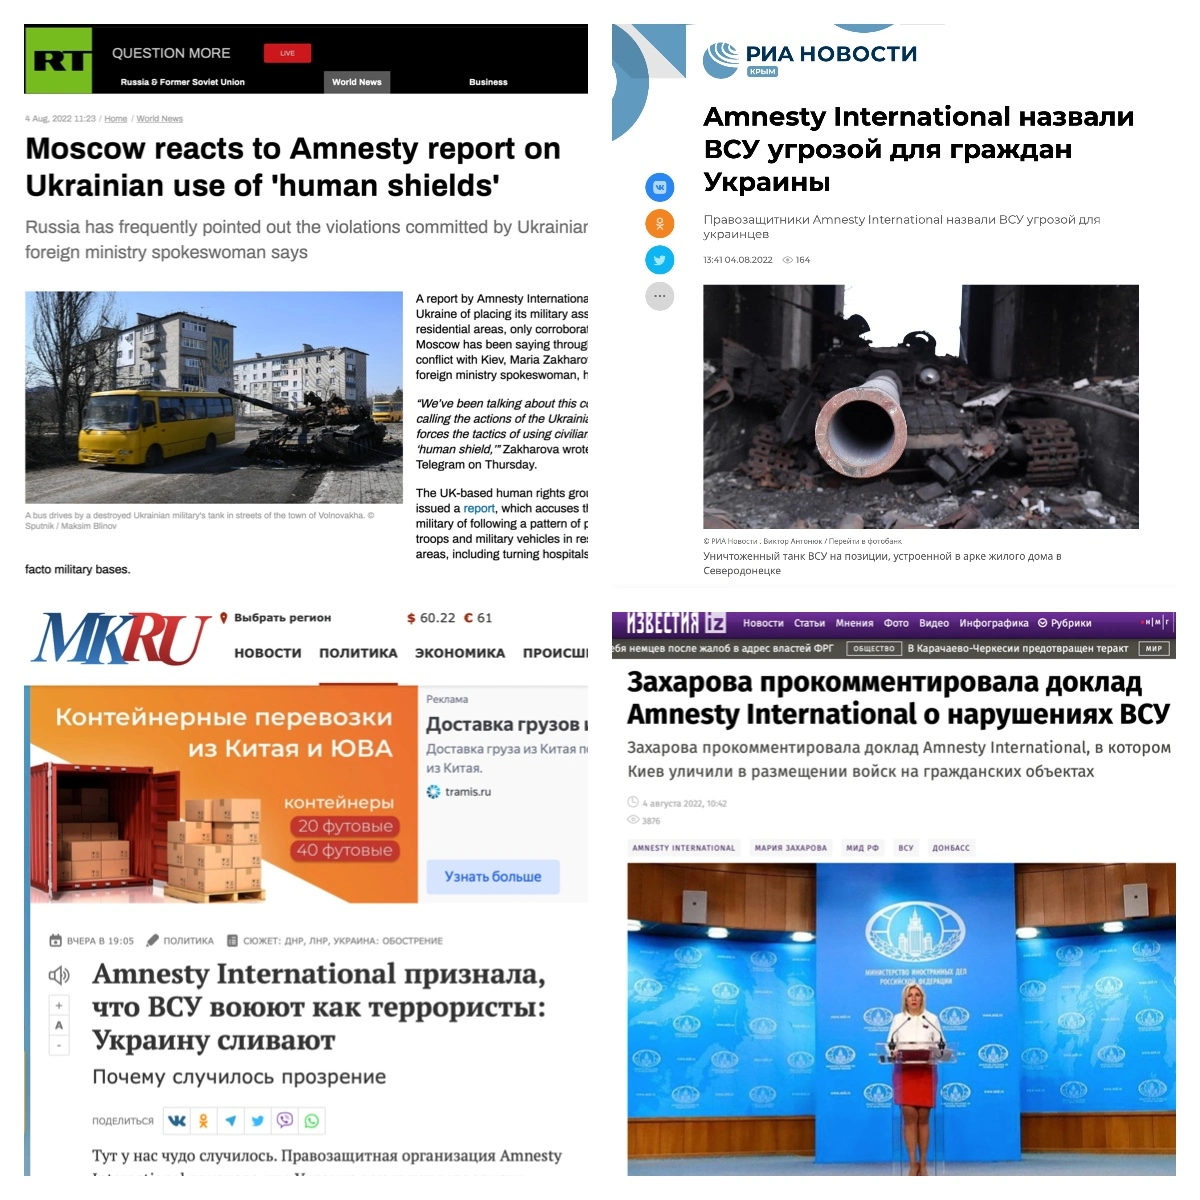 RT
QUESTION MORE
LIVE
Russia & Former Soviet Union
World News
Business
4 Aug, 2022 11:23 / Home / World News
Moscow reacts to Amnesty report on
Ukrainian use of 'human shields'
Russia has frequently pointed out the violations committed by Ukrainian
foreign ministry spokeswoman says
A report by Amnesty Internationa
Ukraine of placing its military ass
residential areas, only corroborat
Moscow has been saying throug
conflict with Kiev, Maria Zakharo
foreign ministry spokeswoman, h
“We've been talking about this co
calling the actions of the Ukraini
forces the tactics of using civilian
‘human shield,’” Zakharova wrote
Telegram on Thursday.
The UK-based human rights gro
issued a report, which accuses t
military of following a pattern of p
troops and military vehicles in res
areas, including turning hospitals
facto military bases.
A bus drives by a destroyed Ukrainian military's tank in streets of the town of Volnovakha. ©
Sputnik / Maksim Blinov
РИА НОВОСТИ
КРЫМ
Amnesty International назвали
ВСУ угрозой для граждан
Украины
Правозащитники Amnesty International назвали ВСУ угрозой для
украинцев
13:41 04.08.2022 164
© РИА Новости . Виктор Антонюк / Перейти в фотобанк
Уничтоженный танк ВСУ на позиции, устроенной в арке жилого дома в
Северодонецке
MKRU
Выбрать регион
$ 60.22 € 61
НОВОСТИ ПОЛИТИКА ЭКОНОМИКА ПРОИСШ
Контейнерные перевозки
из Китая и ЮВА
контейнеры
20 футовые
40 футовые
Реклама
Доставка грузов и
Доставка груза из Китая по
из Китая.
tramis.ru
Узнать больше
ВЧЕРА В 19:05 ПОЛИТИКА СЮЖЕТ: ДНР, ЛНР, УКРАИНА: ОБОСТРЕНИЕ
Amnesty International признала,
что ВСУ воюют как террористы:
Украину сливают
Почему случилось прозрение
+
A
-
ПОДЕЛИТЬСЯ
Тут у нас чудо случилось. Правозащитная организация Amnesty
ИЗВЕСТИЯ iz
Новости Статьи Мнения Фото Видео Инфографика Рубрики
н|м|г
ебя немцев после жалоб в адрес властей ФРГ ОБЩЕСТВО В Карачаево-Черкесии предотвращен теракт МИР
Захарова прокомментировала доклад
Amnesty International о нарушениях ВСУ
Захарова прокомментировала доклад Amnesty International, в котором
Киев уличили в размещении войск на гражданских объектах
4 августа 2022, 10:42
3876
AMNESTY INTERNATIONAL МАРИЯ ЗАХАРОВА МИД РФ ВСУ ДОНБАСС
МИНИСТЕРСТВО ИНОСТРАННЫХ ДЕЛ
РОССИЙСКОЙ ФЕДЕРАЦИИ